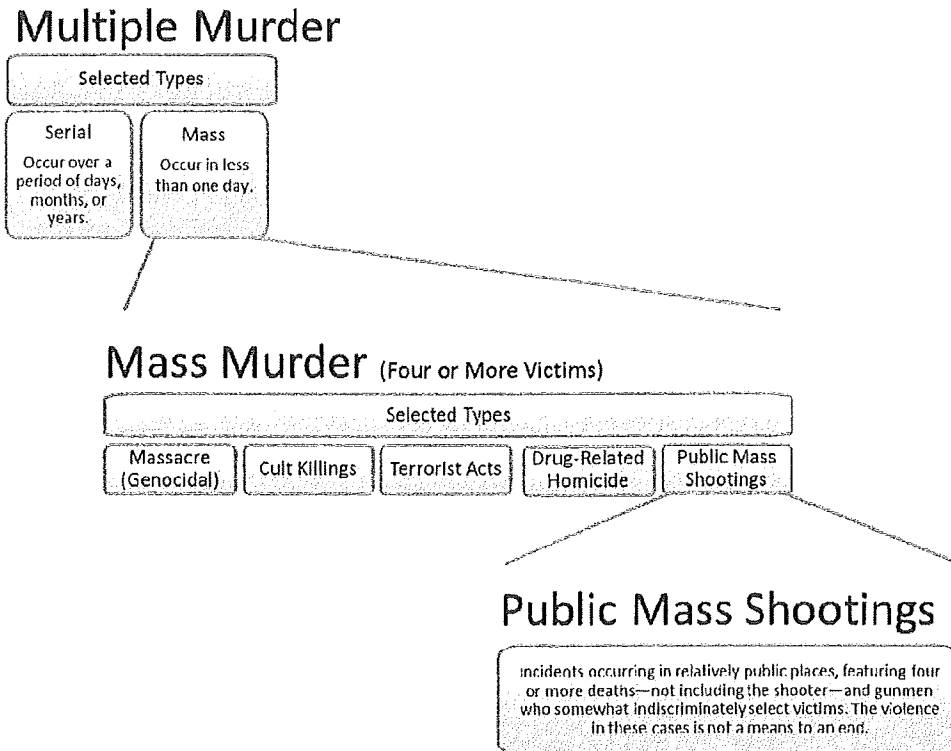 Multiple Murder
Selected Types
Serial
Occur over a
period of days,
months, or
years.
Mass
Occur in less
than one day.
Mass Murder (Four or More Victims)
Selected Types
Massacre
(Genocidal)
Cult Killings
Terrorist Acts
Drug-Related
Homicide
Public Mass
Shootings
Public Mass Shootings
Incidents occurring in relatively public places, featuring four
or more deaths—not including the shooter—and gunmen
who somewhat indiscriminately select victims. The violence
in these cases is not a means to an end.